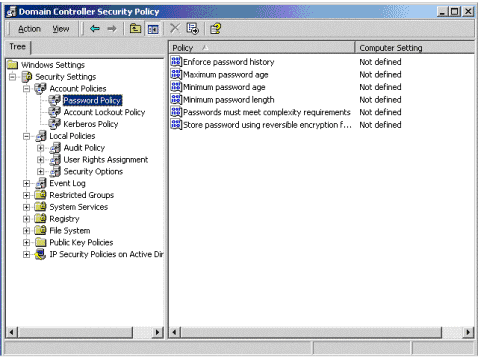 Domain Controller Security Policy
Action View
Tree
Policy Computer Setting
Windows Settings
Security Settings
Account Policies
Password Policy
Account Lockout Policy
Kerberos Policy
Local Policies
Audit Policy
User Rights Assignment
Security Options
Event Log
Restricted Groups
System Services
Registry
File System
Public Key Policies
IP Security Policies on Active Dir
Enforce password history Not defined
Maximum password age Not defined
Minimum password age Not defined
Minimum password length Not defined
Passwords must meet complexity requirements Not defined
Store password using reversible encryption f... Not defined